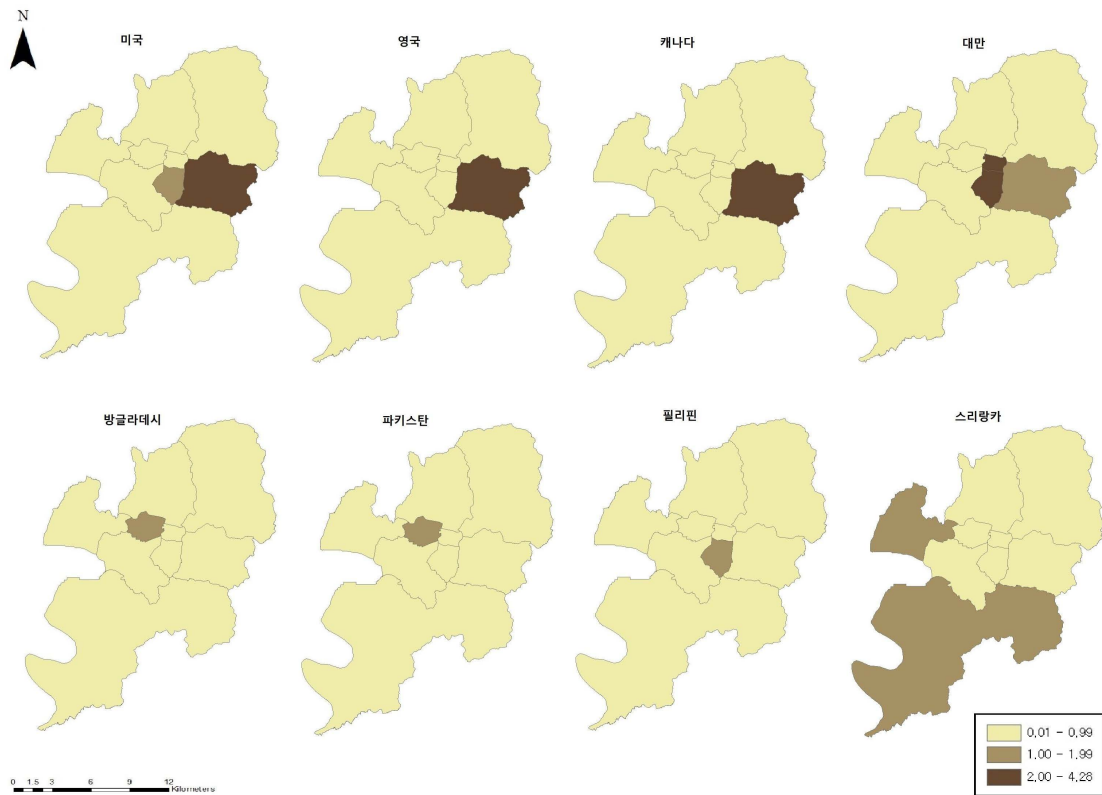 N
미국
영국
캐나다
대만
방글라데시
파키스탄
필리핀
스리랑카
0,01 - 0,99
1,00 - 1,99
2,00 - 4,28
0 1.5 3 6 9 12
Kilometers